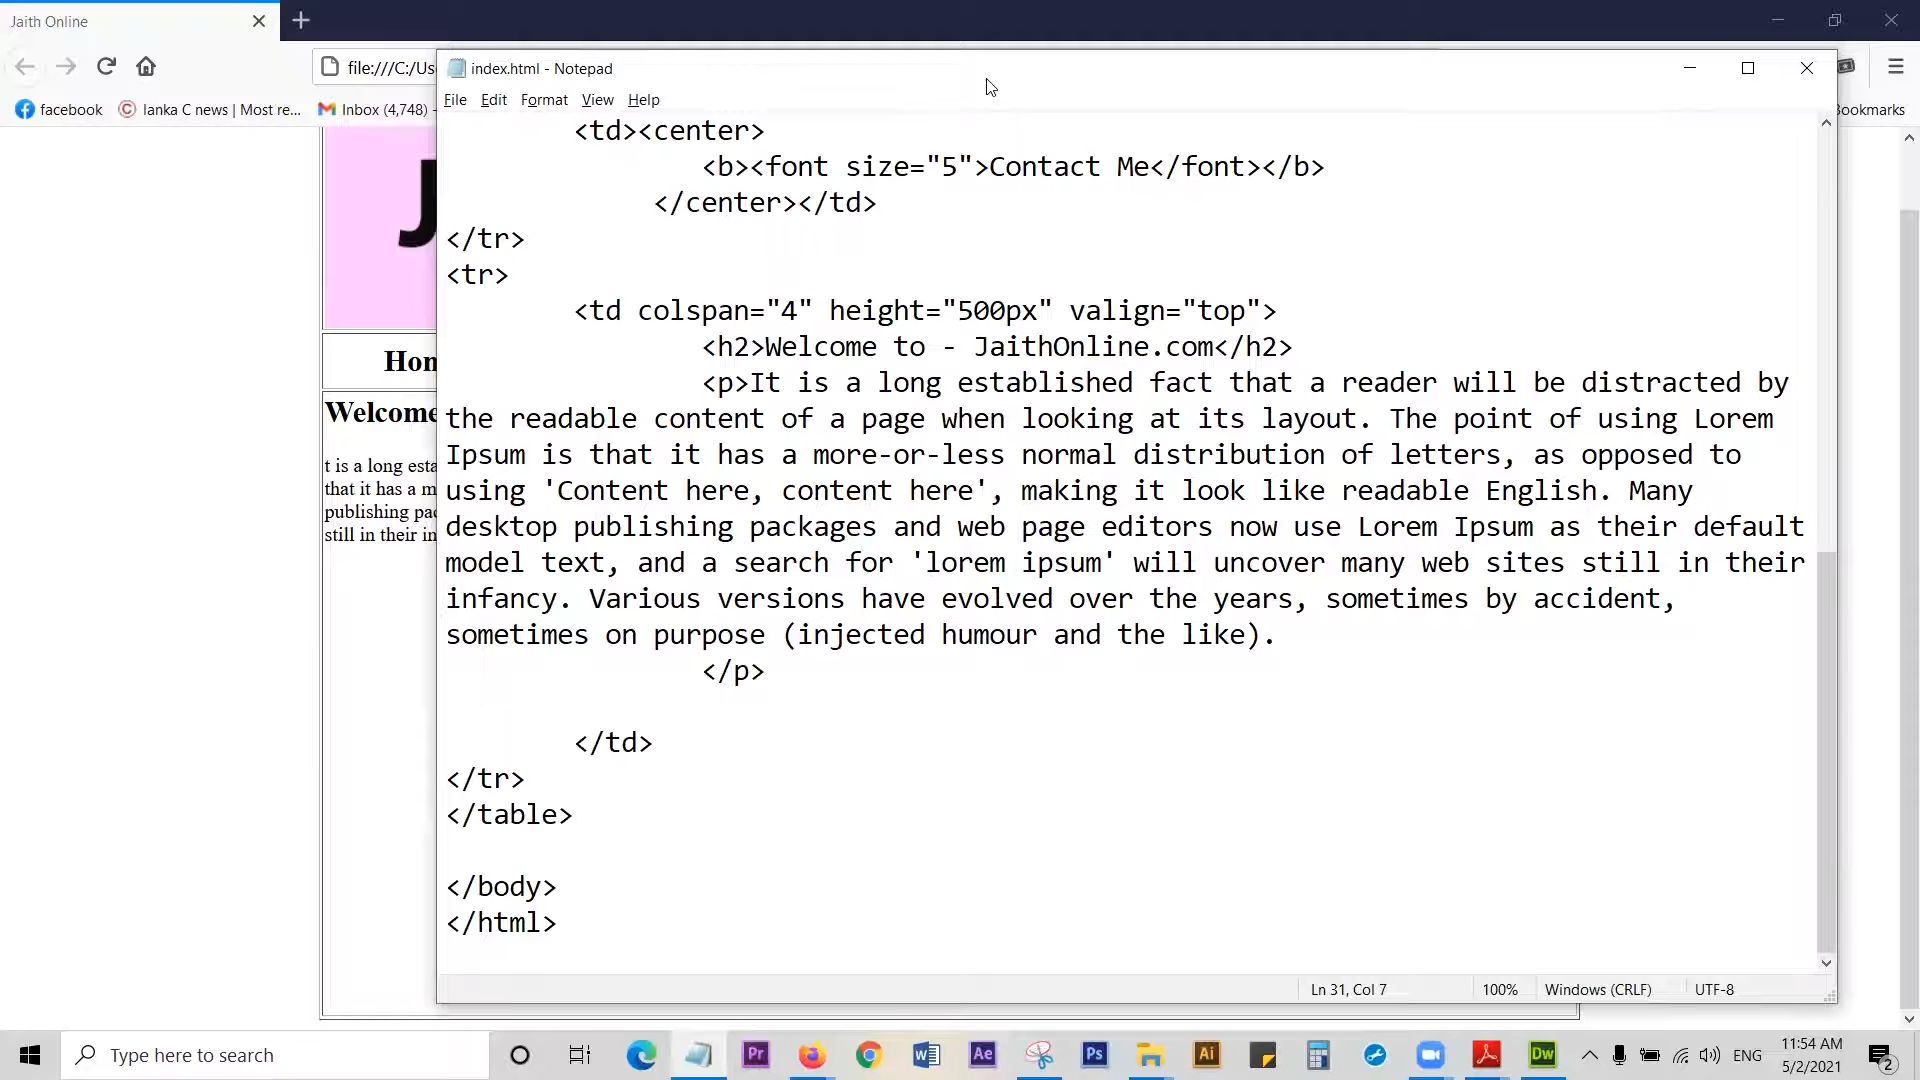 Jaith Online
file:///C:/Us
facebook
lanka C news | Most re...
Inbox (4,748) -
Bookmarks
J
Hon
Welcome
t is a long esta
that it has a m
publishing pac
still in their in
index.html - Notepad
File Edit Format View Help
<td><center>
<b><font size="5">Contact Me</font></b>
</center></td>
</tr>
<tr>
<td colspan="4" height="500px" valign="top">
<h2>Welcome to - JaithOnline.com</h2>
<p>It is a long established fact that a reader will be distracted by
the readable content of a page when looking at its layout. The point of using Lorem
Ipsum is that it has a more-or-less normal distribution of letters, as opposed to
using 'Content here, content here', making it look like readable English. Many
desktop publishing packages and web page editors now use Lorem Ipsum as their default
model text, and a search for 'lorem ipsum' will uncover many web sites still in their
infancy. Various versions have evolved over the years, sometimes by accident,
sometimes on purpose (injected humour and the like).
</p>
</td>
</tr>
</table>
</body>
</html>
Ln 31, Col 7 100% Windows (CRLF) UTF-8
Type here to search
Pr
Ae
Ps
Ai
Dw
ENG
11:54 AM
5/2/2021
2